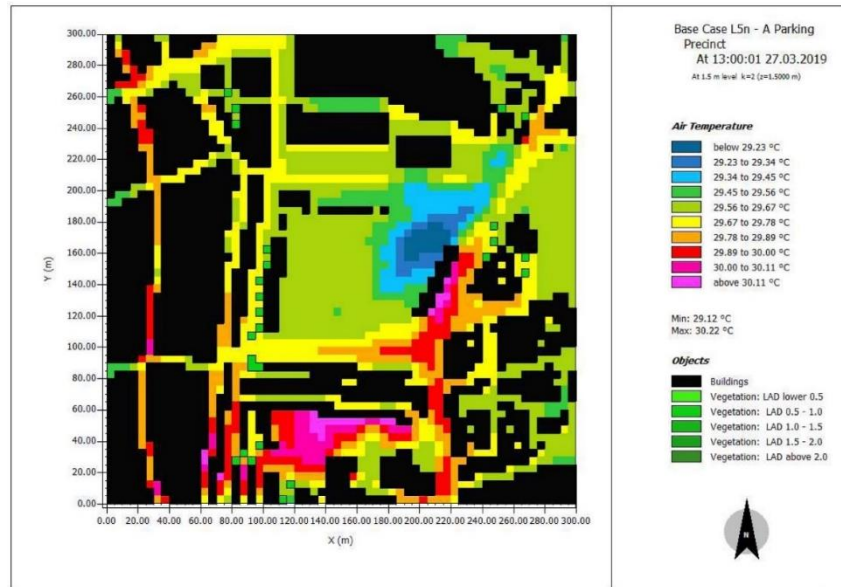 Base Case L5n - A Parking
Precinct
At 13:00:01 27.03.2019
At 1.5 m level k=2 (z=1.5000 m)
300.00
280.00
260.00
240.00
220.00
200.00
180.00
160.00
140.00
120.00
100.00
80.00
60.00
40.00
20.00
0.00
Y (m)
0.00 20.00 40.00 60.00 80.00 100.00 120.00 140.00 160.00 180.00 200.00 220.00 240.00 260.00 280.00 300.00
X (m)
Air Temperature
below 29.23 °C
29.23 to 29.34 °C
29.34 to 29.45 °C
29.45 to 29.56 °C
29.56 to 29.67 °C
29.67 to 29.78 °C
29.78 to 29.89 °C
29.89 to 30.00 °C
30.00 to 30.11 °C
above 30.11 °C
Min: 29.12 °C
Max: 30.22 °C
Objects
Buildings
Vegetation: LAD lower 0.5
Vegetation: LAD 0.5 - 1.0
Vegetation: LAD 1.0 - 1.5
Vegetation: LAD 1.5 - 2.0
Vegetation: LAD above 2.0
N